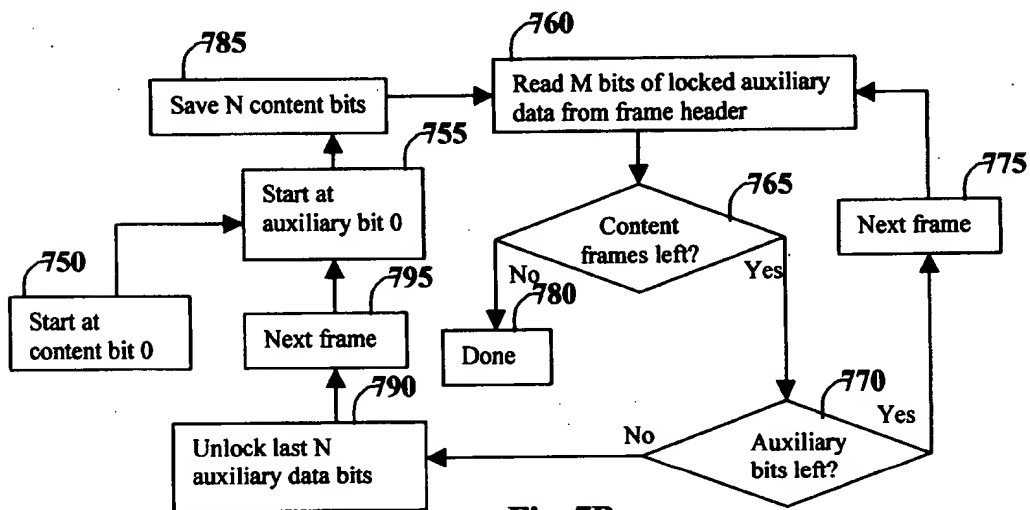 785
Save N content bits
760
Read M bits of locked auxiliary
data from frame header
755
Start at
auxiliary bit 0
765
Content
frames left?
775
Next frame
No
Yes
750
Start at
content bit 0
795
Next frame
780
Done
790
Unlock last N
auxiliary data bits
No
770
Auxiliary
bits left?
Yes